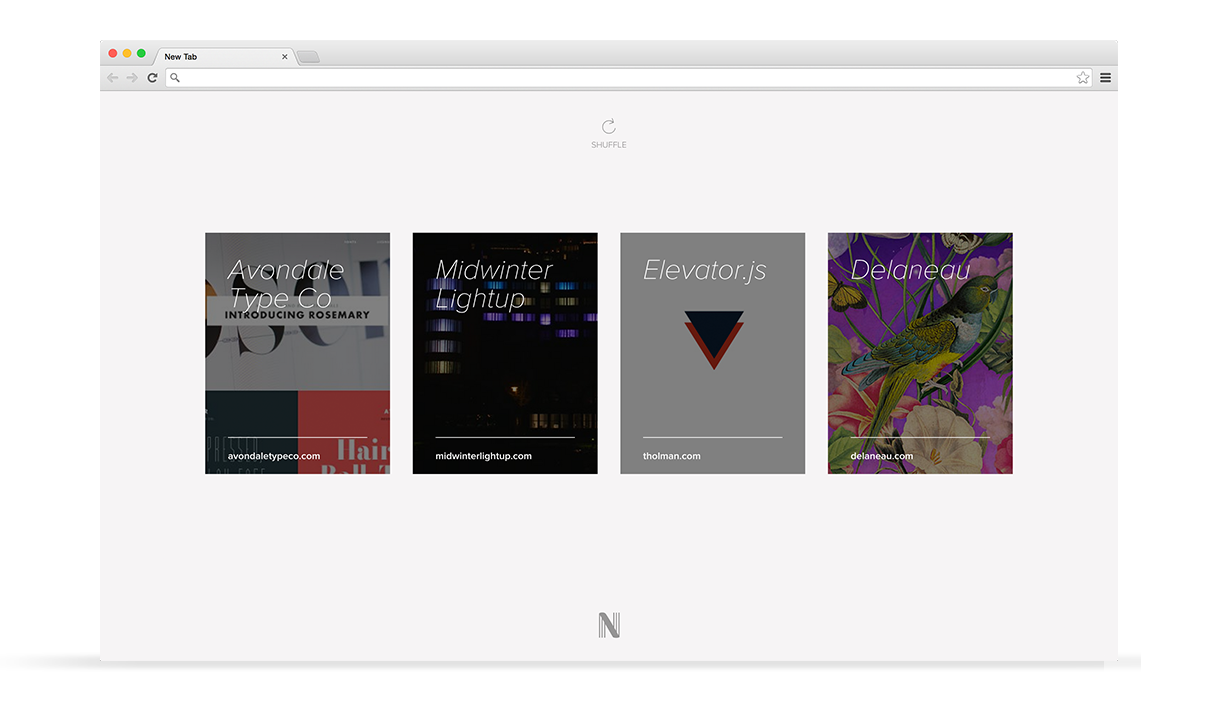 New Tab
SHUFFLE
Avondale
Type Co
INTRODUCING ROSEMARY
Hair
avondaletypeco.com
Midwinter
Lightup
midwinterlightup.com
Elevator.js
tholman.com
Delaneau
delaneau.com
N